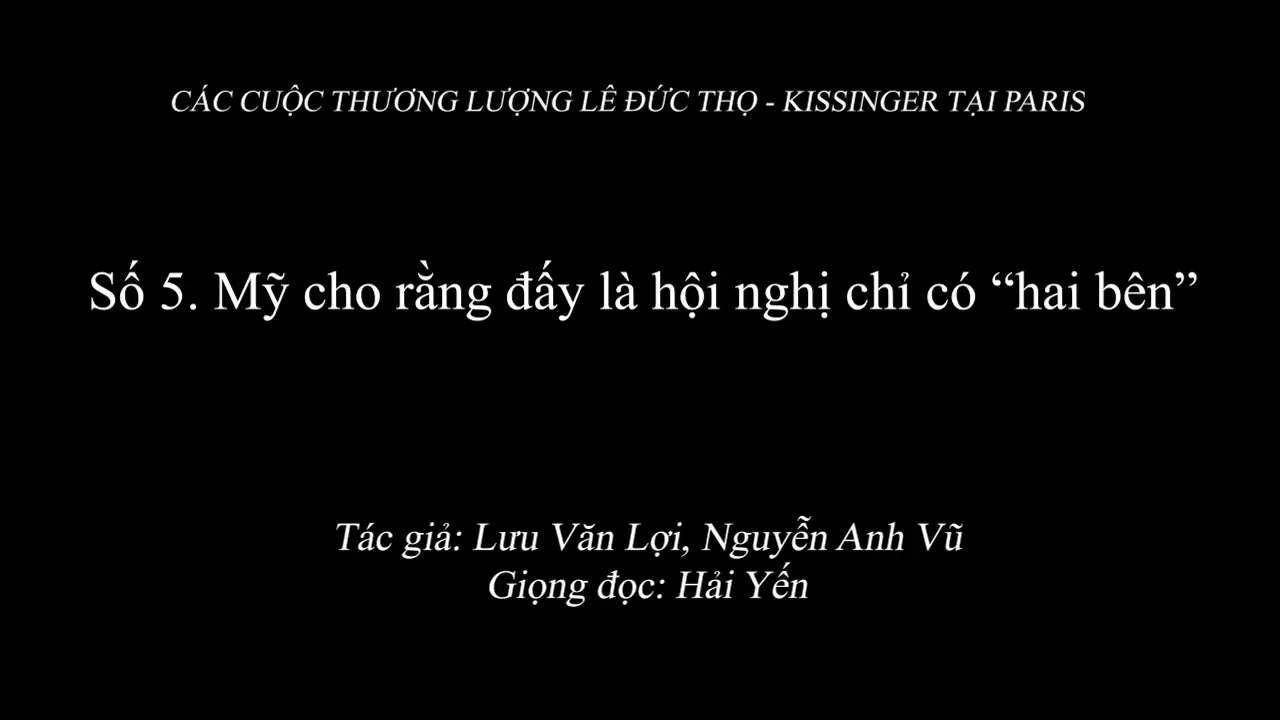 CÁC CUỘC THƯƠNG LƯỢNG LÊ ĐỨC THỌ - KISSINGER TẠI PARIS
Số 5. Mỹ cho rằng đấy là hội nghị chỉ có “hai bên”
Tác giả: Lưu Văn Lợi, Nguyễn Anh Vũ
Giọng đọc: Hải Yến